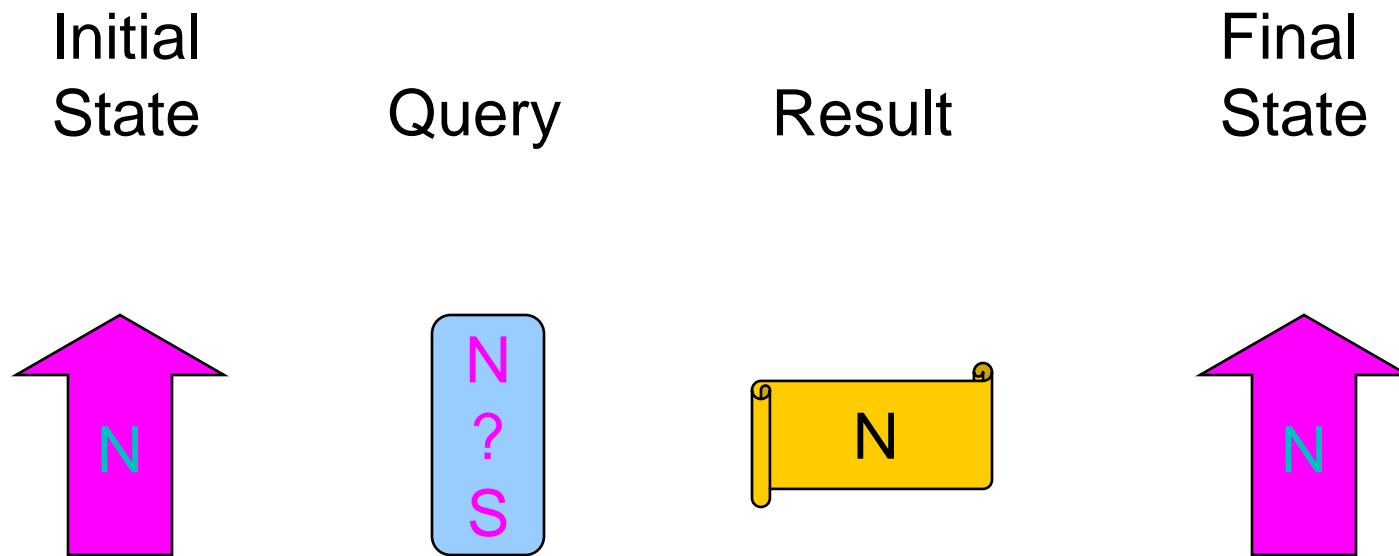 Initial
State
Query
Result
Final
State
N
N
?
S
N
N